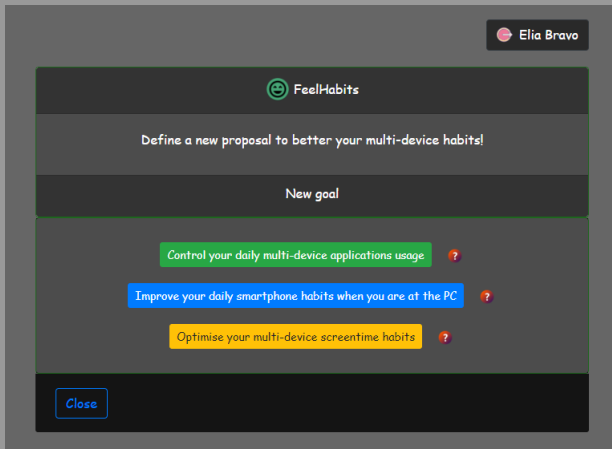 Elia Bravo
FeelHabits
Define a new proposal to better your multi-device habits!
New goal
Control your daily multi-device applications usage ?
Improve your daily smartphone habits when you are at the PC ?
Optimise your multi-device screentime habits ?
Close